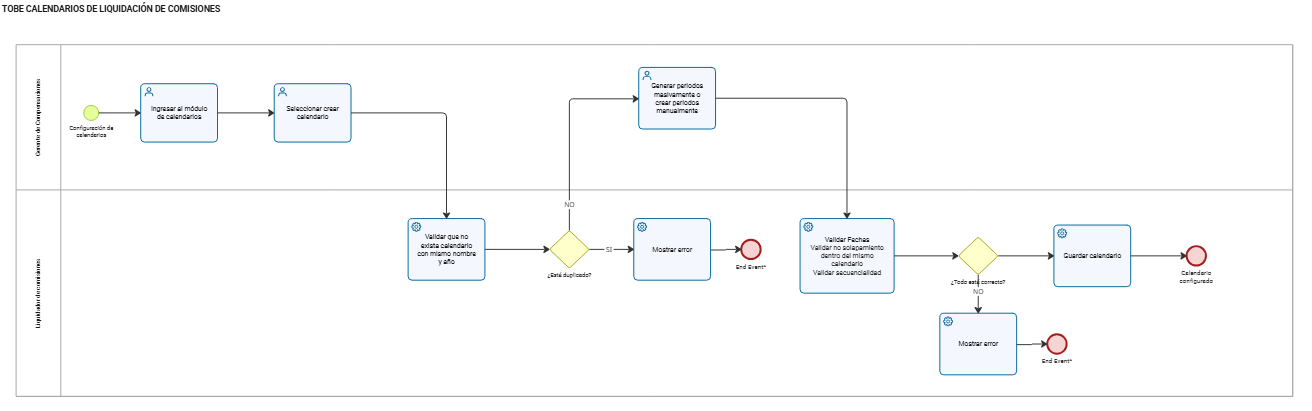 TOBE CALENDARIOS DE LIQUIDACIÓN DE COMISIONES
Gerente de Compensaciones
Configuración de
calendarios
Ingresar al módulo
de calendarios
Seleccionar crear
calendario
Generar periodos
masivamente o
crear periodos
manualmente
NO
Liquidador de comisiones
Validar que no
exista calendario
con mismo nombre
y año
¿Está duplicado?
SI
Mostrar error
End Event*
Validar Fechas
Validar no solapamiento
dentro del mismo
calendario
Validar secuencialidad
¿Todo está correcto?
NO
Guardar calendario
Calendario
configurado
Mostrar error
End Event*